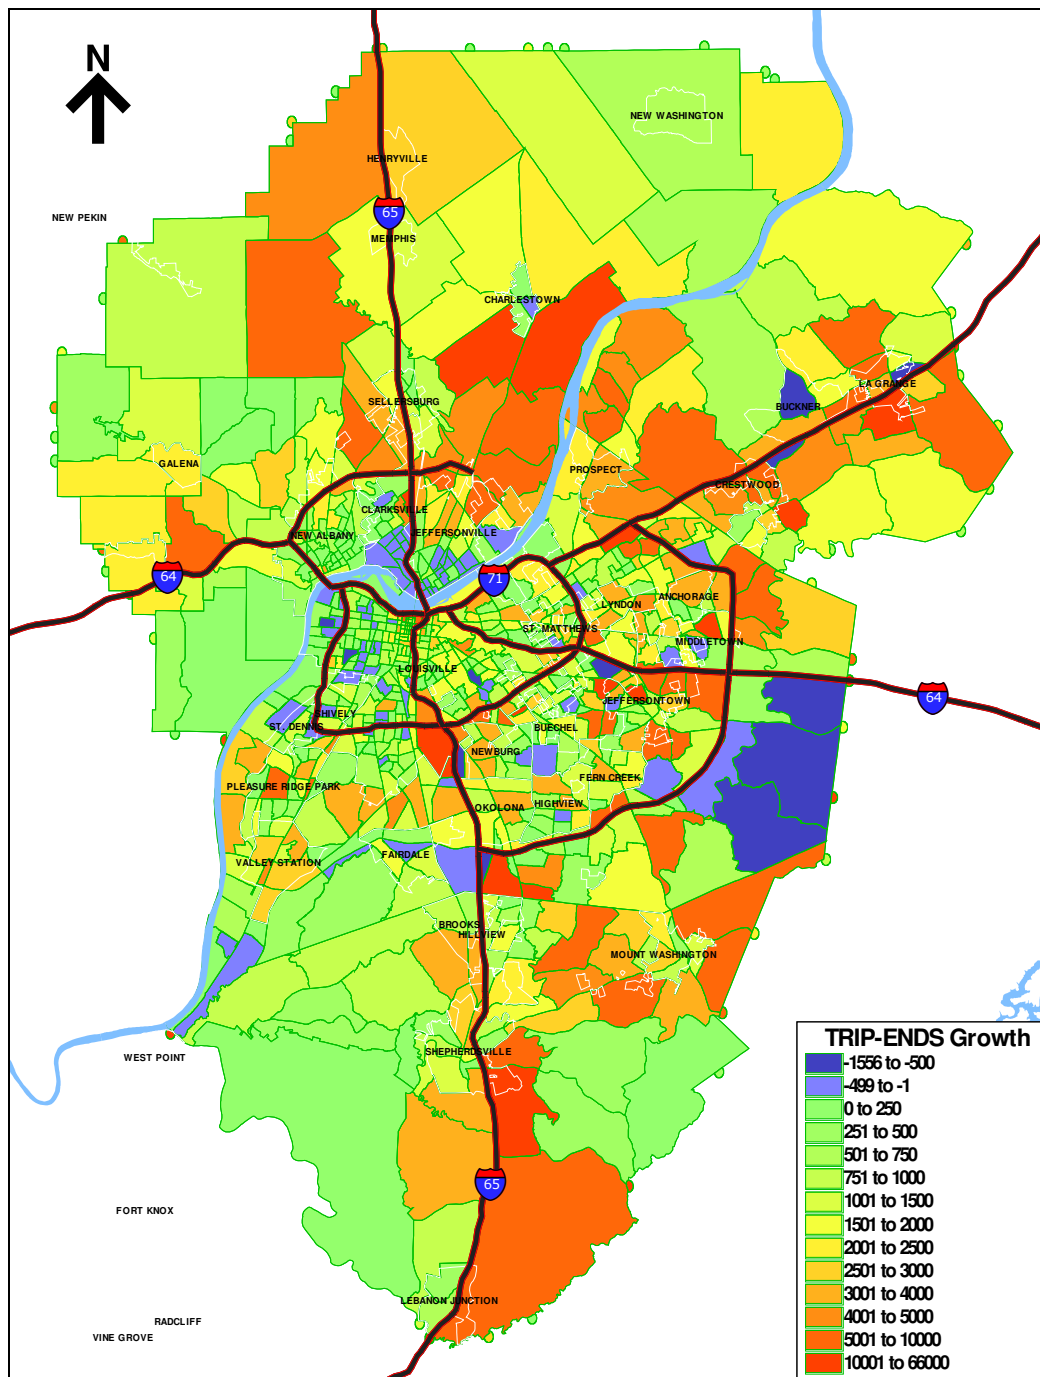 N
NEW WASHINGTON
HENRYVILLE
65
NEW PEKIN
MEMPHIS
CHARLESTOWN
LA GRANGE
SELLERSBURG
BUCKNER
GALENA
PROSPECT
CRESTWOOD
CLARKSVILLE
NEW ALBANY
JEFFERSONVILLE
64
71
ANCHORAGE
LYNDON
ST. MATTHEWS
MIDDLETOWN
LOUISVILLE
64
JEFFERSONTOWN
SHIVELY
ST. DENNIS
BUECHEL
NEWBURG
FERN CREEK
PLEASURE RIDGE PARK
HIGHVIEW
OKOLONA
FAIRDALE
VALLEY STATION
BROOKS
HILLVIEW
MOUNT WASHINGTON
SHEPHERDSVILLE
WEST POINT
65
FORT KNOX
LEBANON JUNCTION
RADCLIFF
VINE GROVE
TRIP-ENDS Growth
-1556 to -500
-499 to -1
0 to 250
251 to 500
501 to 750
751 to 1000
1001 to 1500
1501 to 2000
2001 to 2500
2501 to 3000
3001 to 4000
4001 to 5000
5001 to 10000
10001 to 66000